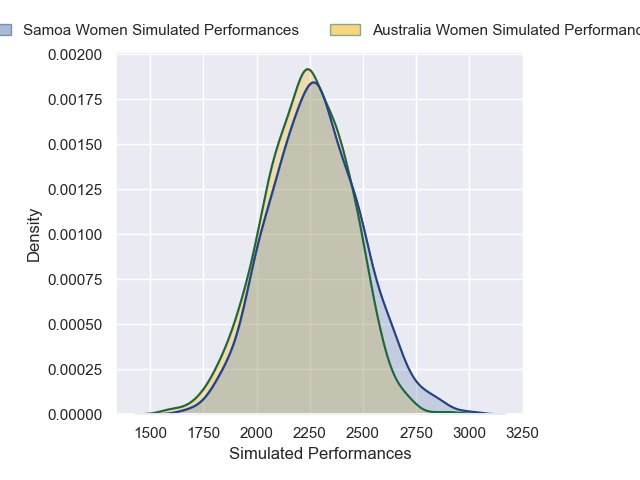 Samoa Women Simulated Performances
Australia Women Simulated Performanc
0.00200
0.00175
0.00150
0.00125
0.00100
0.00075
0.00050
0.00025
0.00000
Density
1500 1750 2000 2250 2500 2750 3000 3250
Simulated Performances